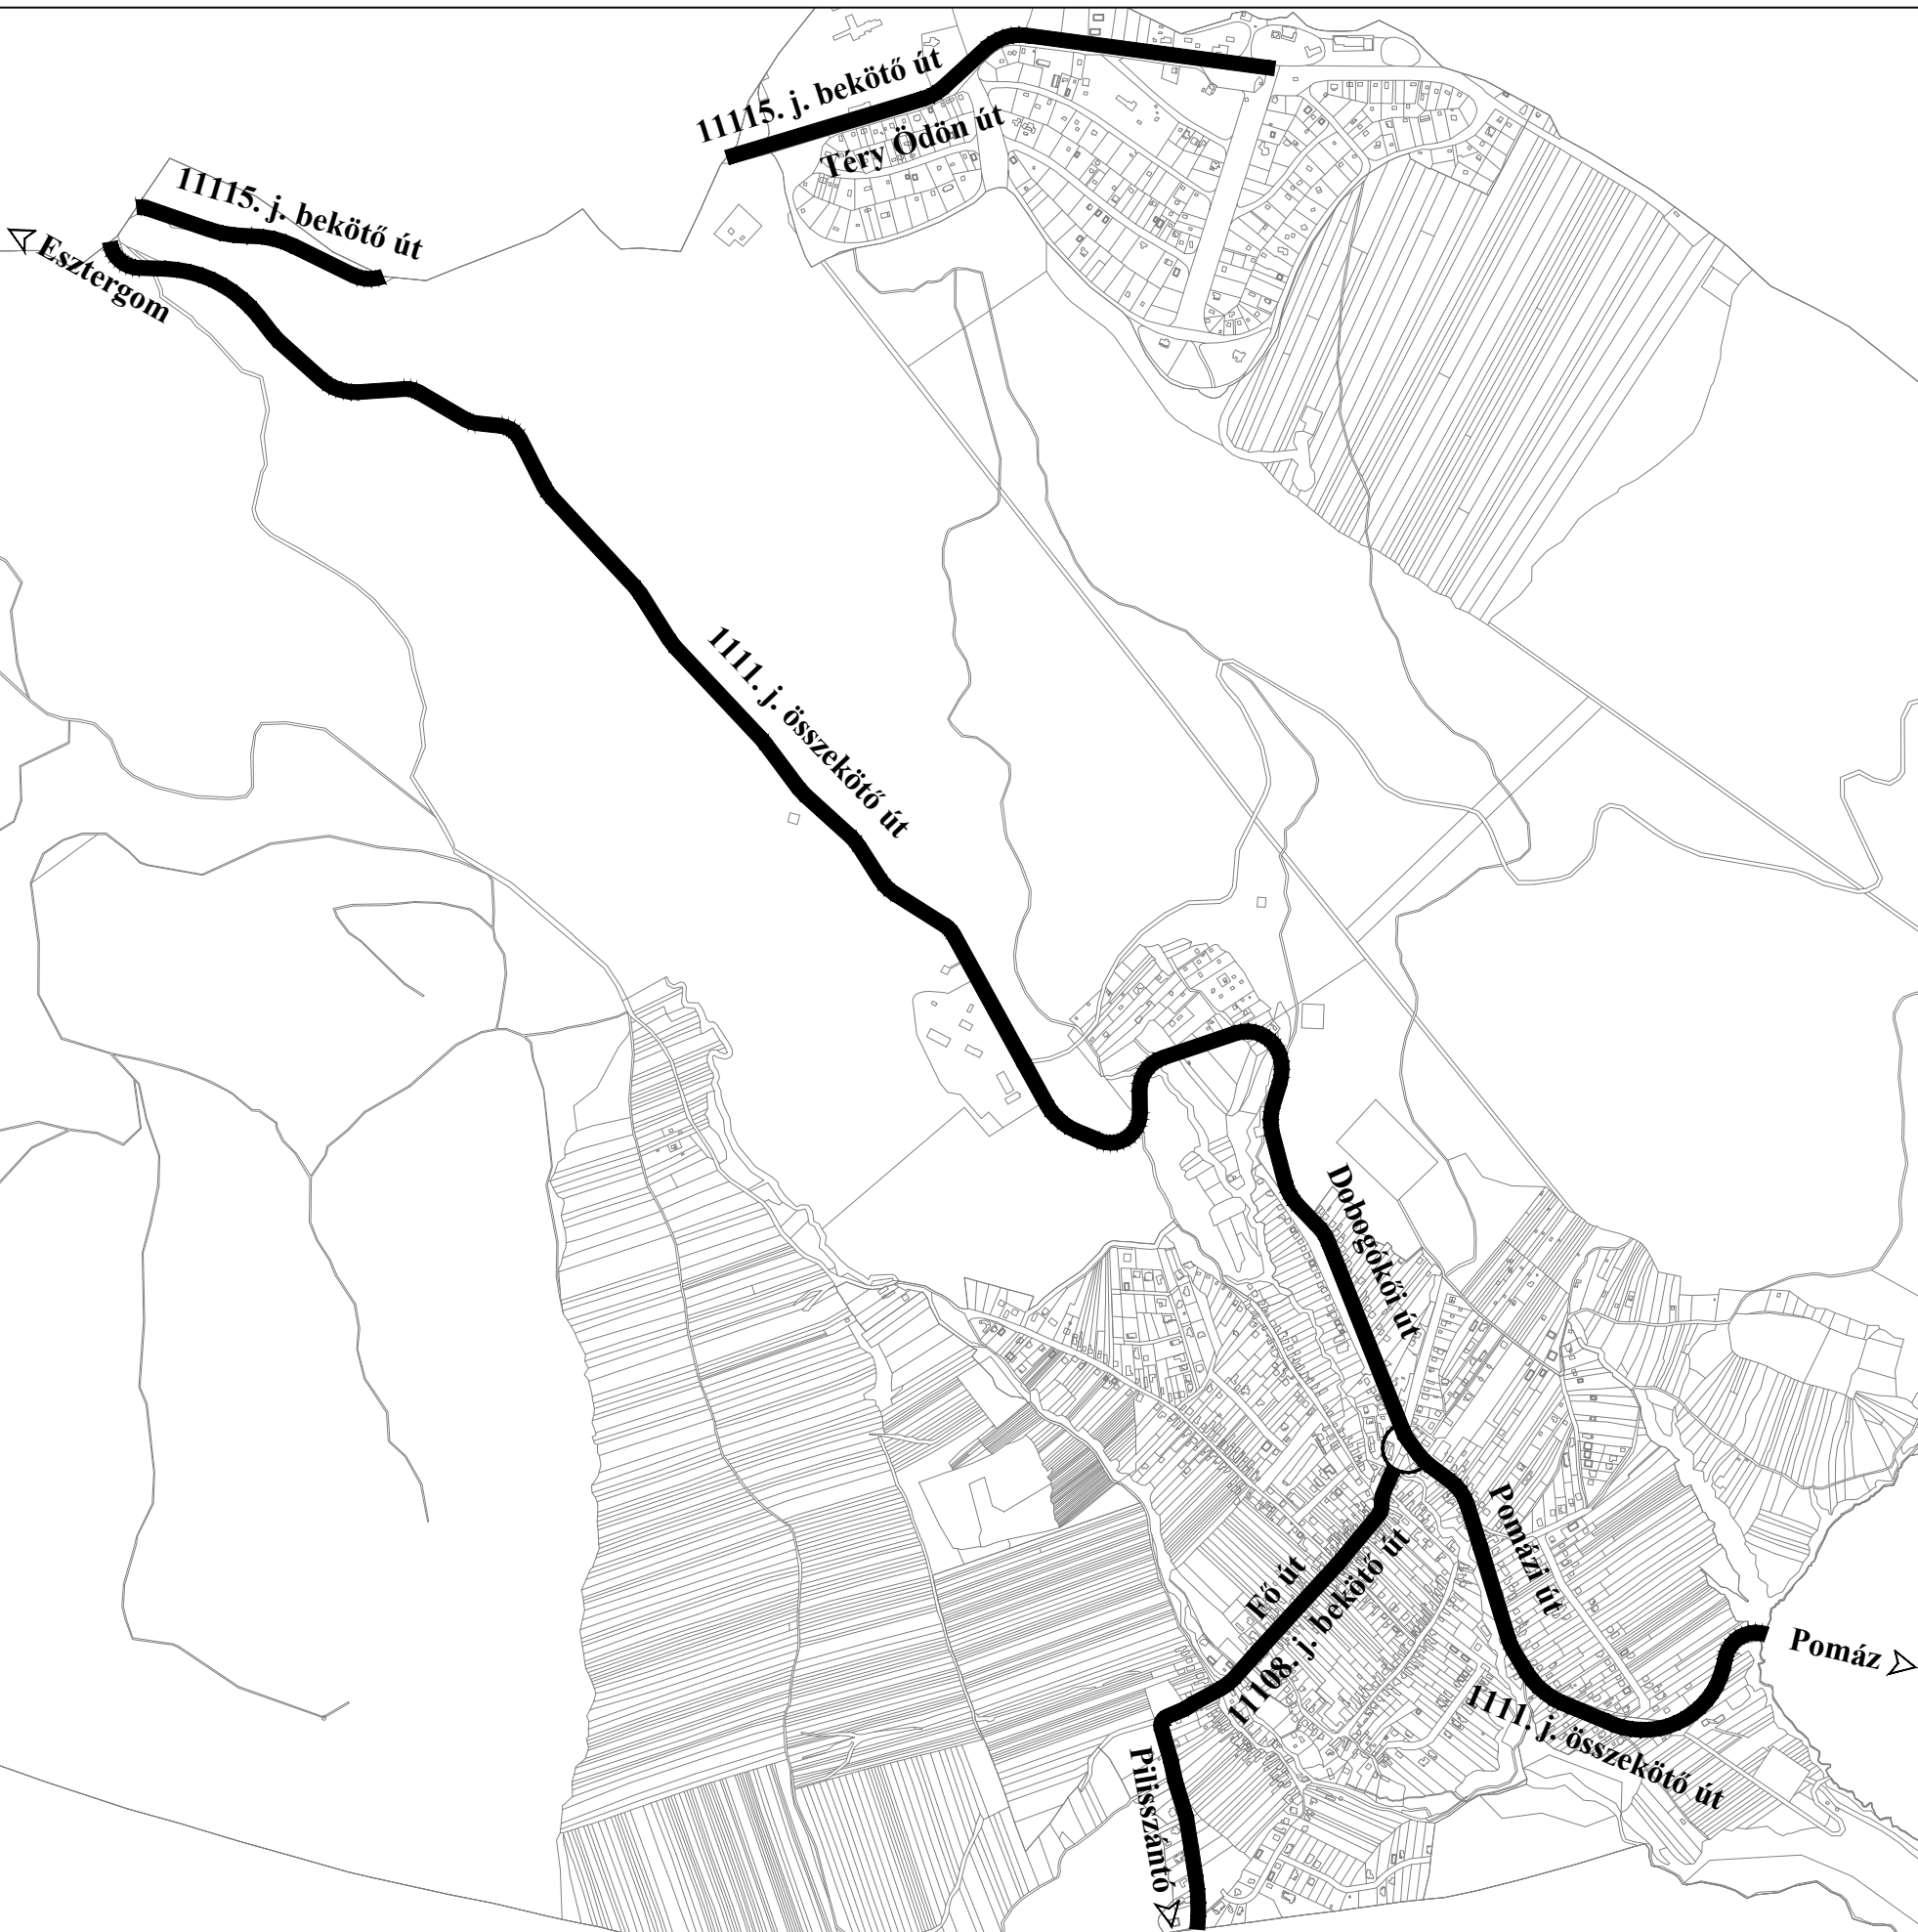 11115. j. bekötő út
Téry Ödön út
11115. j. bekötő út
Esztergom
1111. j. összekötő út
Dobogókői út
Pomázi út
Fő út
11108. j. bekötő út
Pomáz
1111. j. összekötő út
Pilisszántó